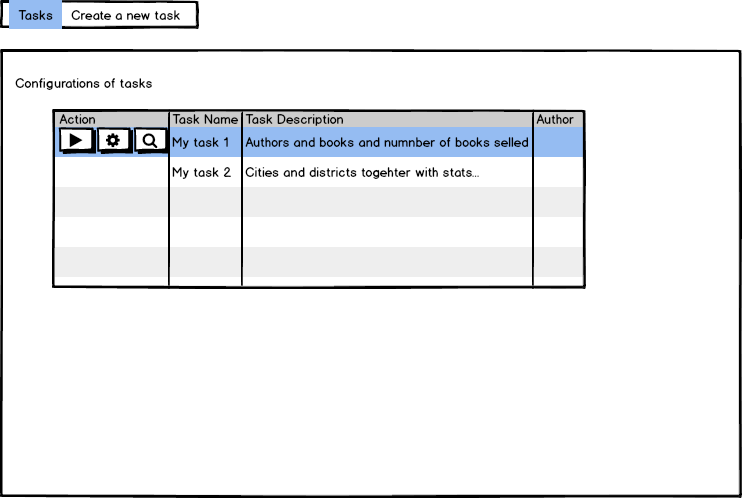 Tasks Create a new task
Configurations of tasks
Action Task Name Task Description Author
My task 1 Authors and books and numnber of books selled
My task 2 Cities and districts togehter with stats...